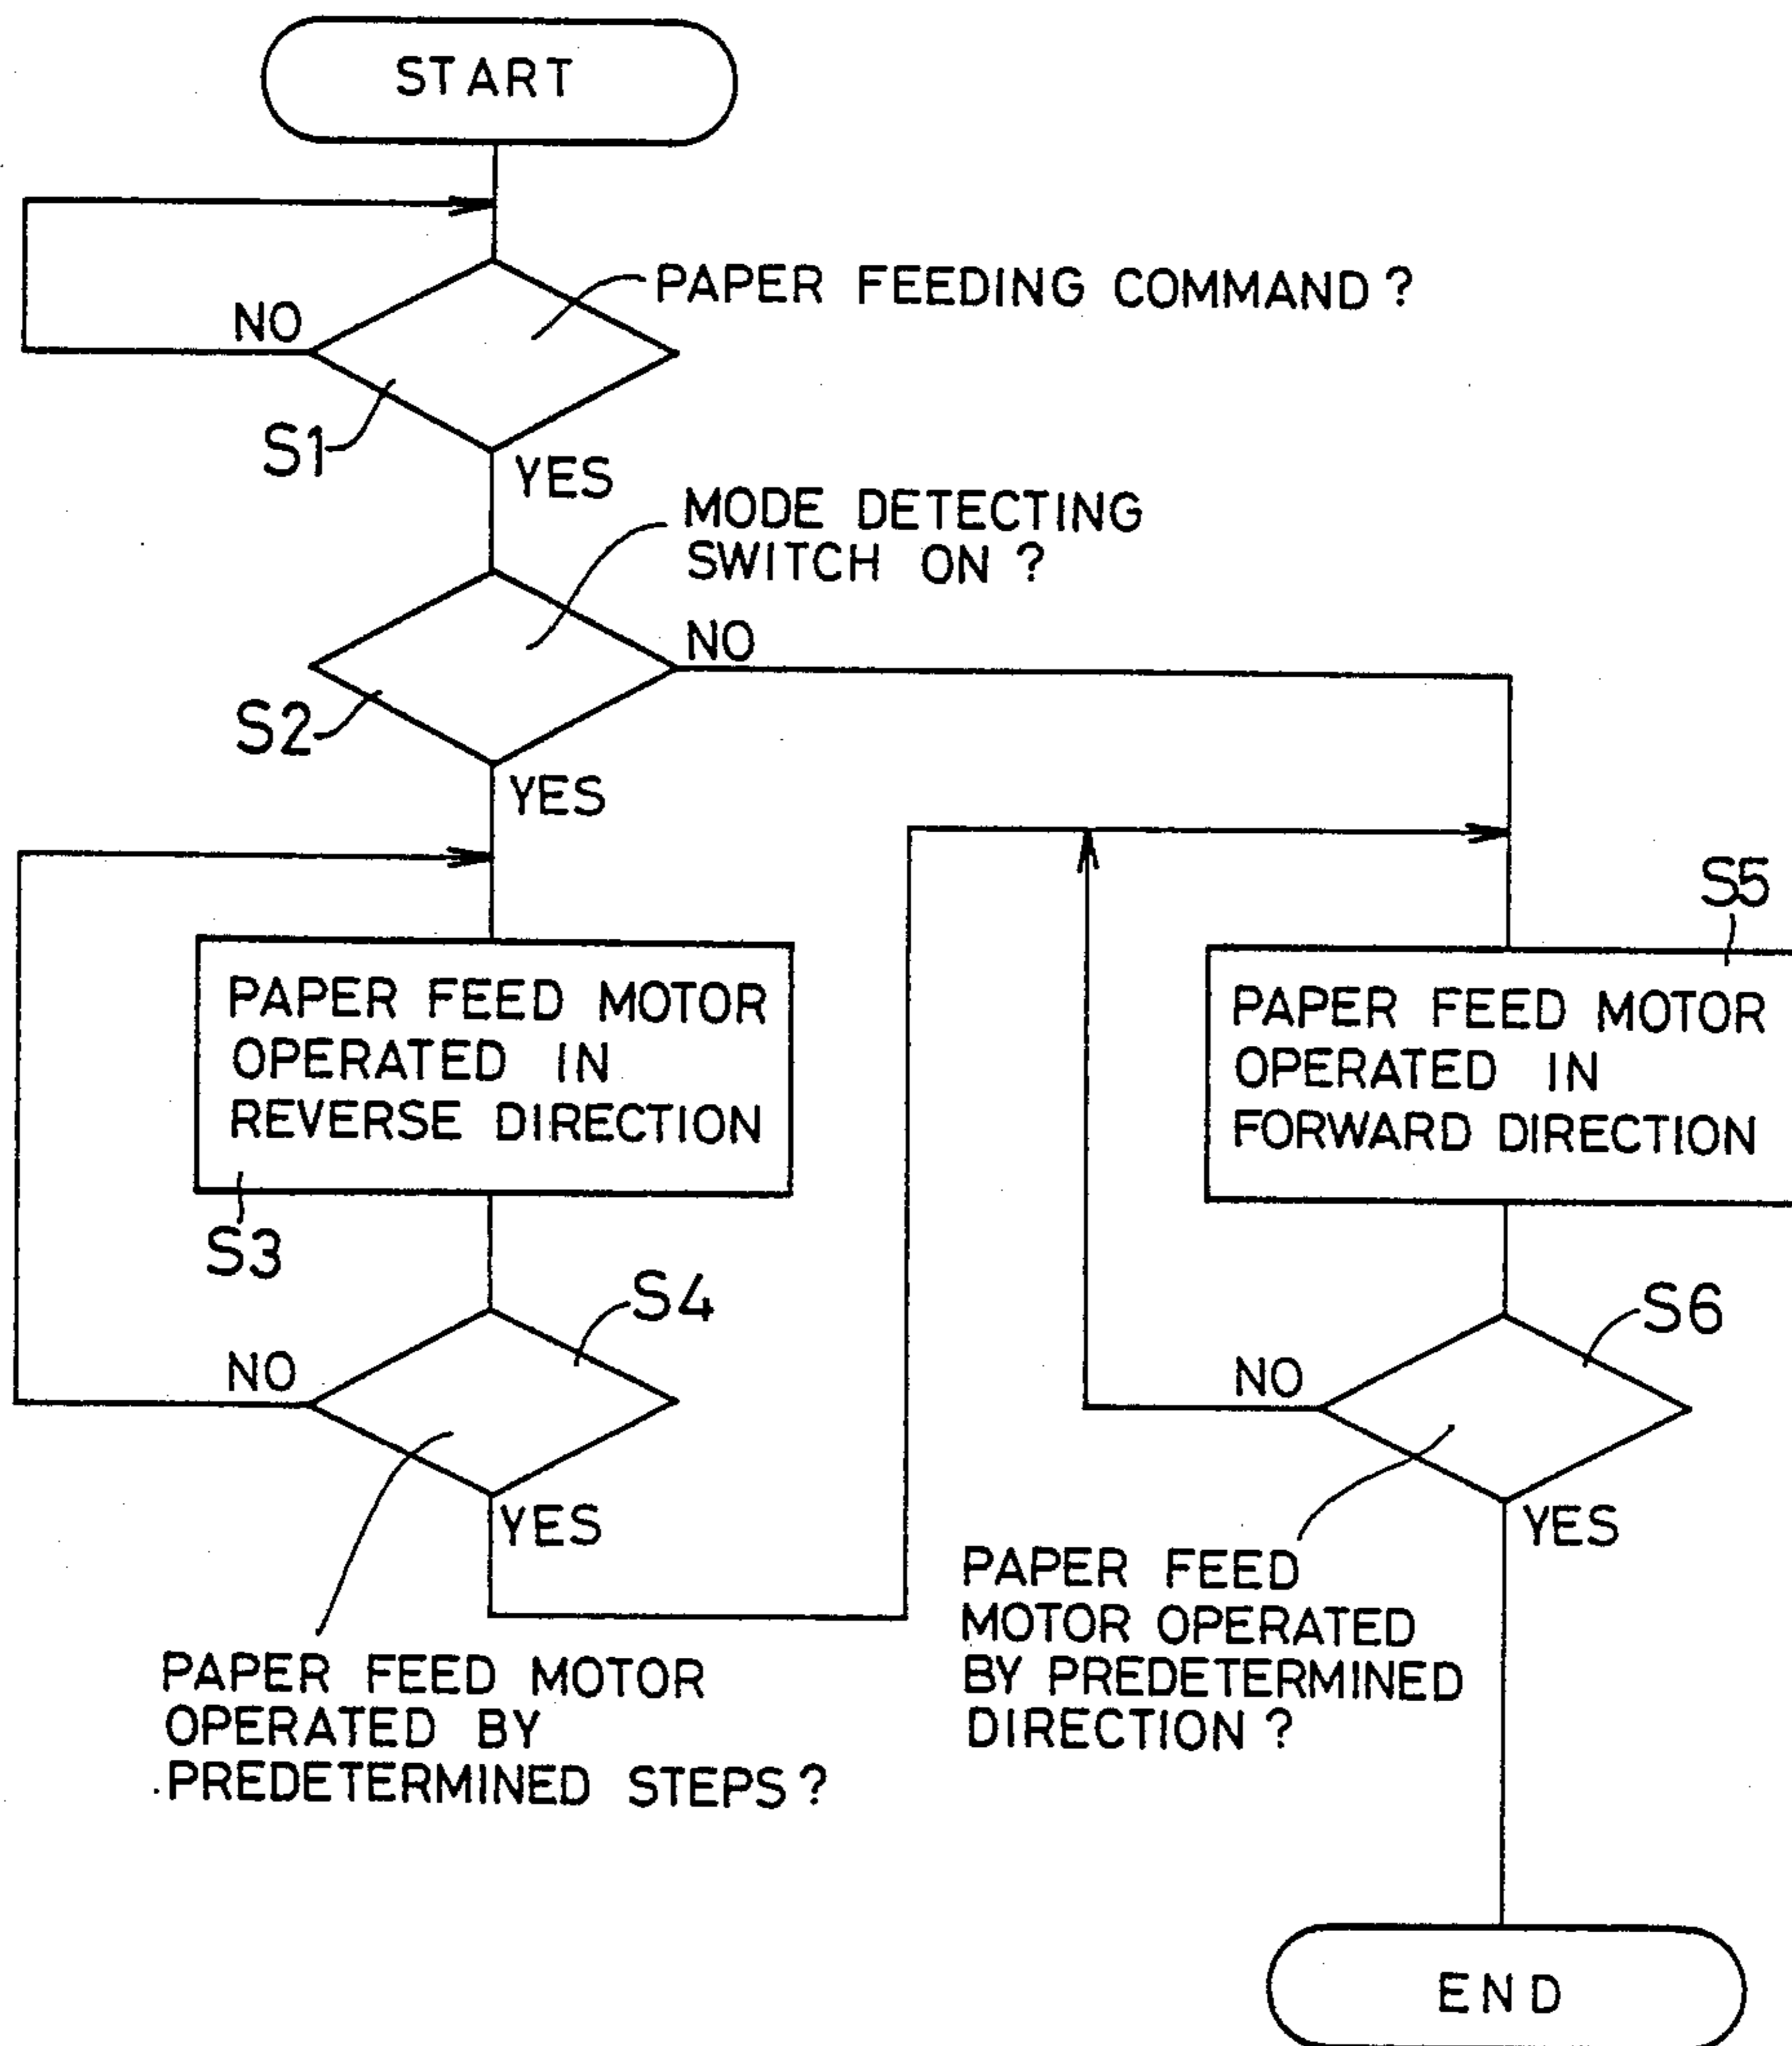 START
PAPER FEEDING COMMAND?
NO
S1
YES
MODE DETECTING
SWITCH ON?
NO
S2
YES
PAPER FEED MOTOR
OPERATED IN
REVERSE DIRECTION
S3
S4
NO
YES
PAPER FEED MOTOR
OPERATED BY
PREDETERMINED STEPS?
S5
PAPER FEED MOTOR
OPERATED IN
FORWARD DIRECTION
S6
NO
YES
PAPER FEED
MOTOR OPERATED
BY PREDETERMINED
DIRECTION?
END